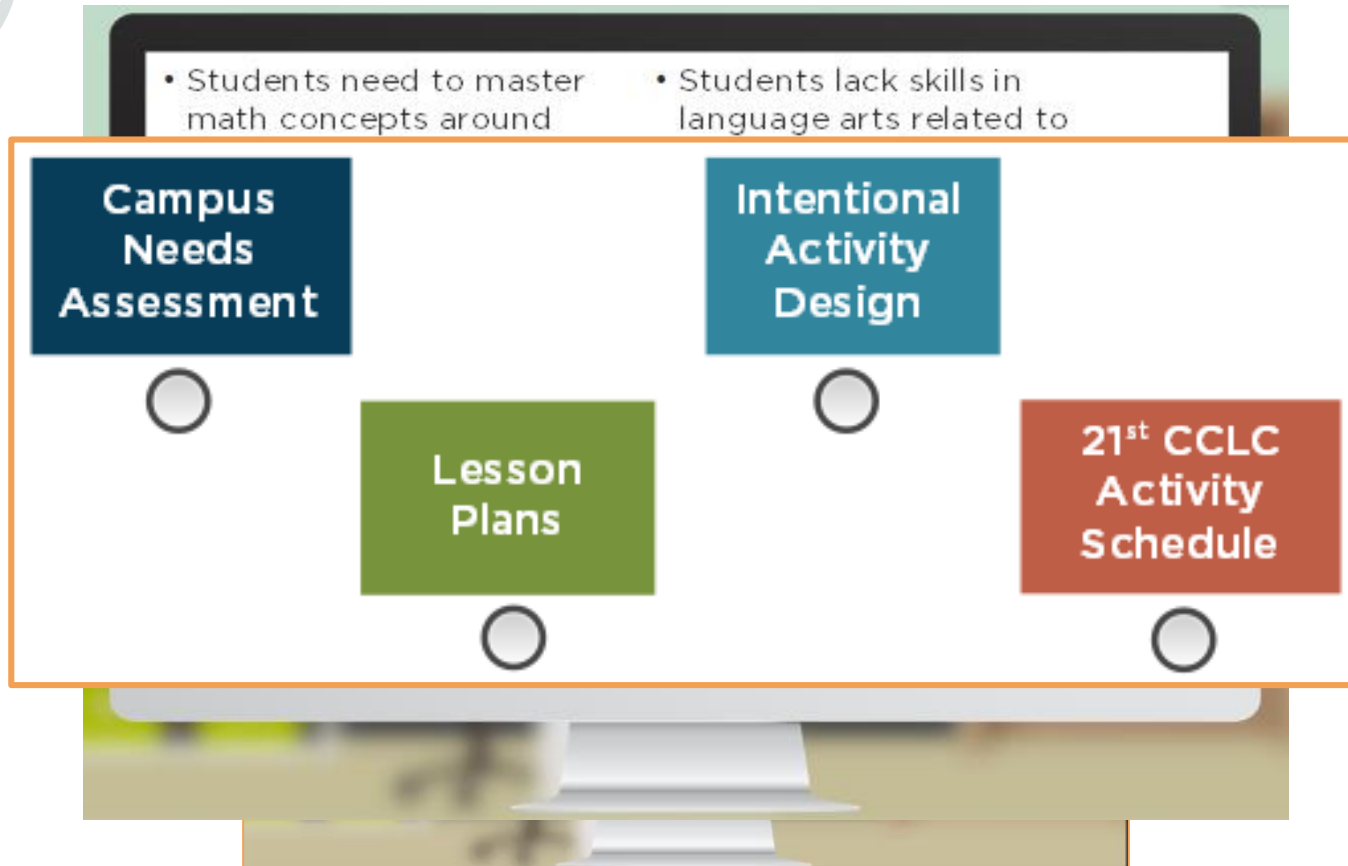 • Students need to master
math concepts around
• Students lack skills in
language arts related to
Campus
Needs
Assessment
Lesson
Plans
Intentional
Activity
Design
21st CCLC
Activity
Schedule